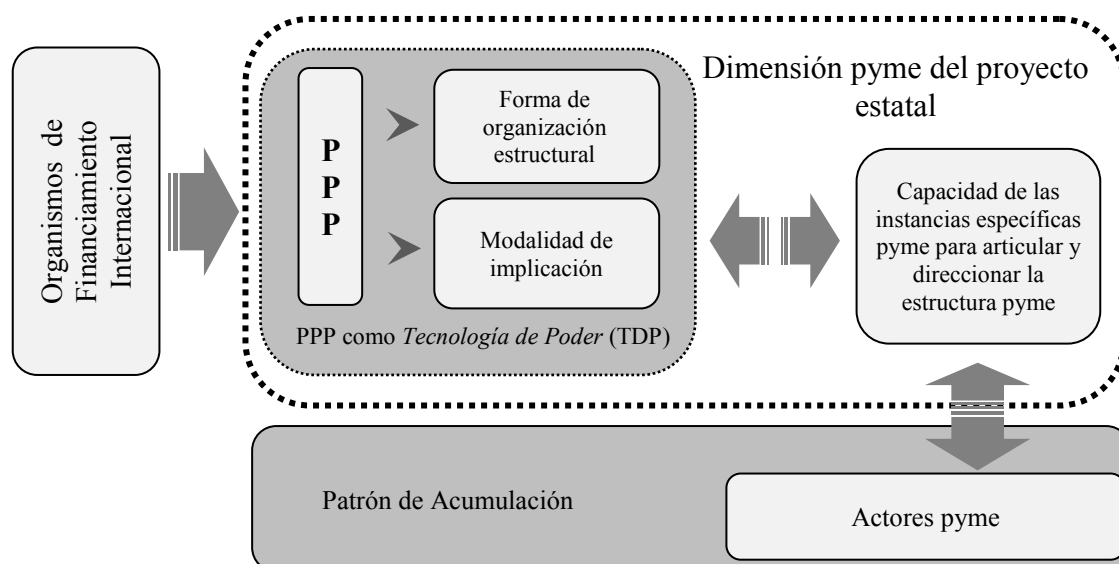 Organismos de
Financiamiento
Internacional
P
P
P
Forma de
organización
estructural
Modalidad de
implicación
PPP como Tecnología de Poder (TDP)
Dimensión pyme del proyecto
estatal
Capacidad de las
instancias específicas
pyme para articular y
direccionar la
estructura pyme
Patrón de Acumulación
Actores pyme